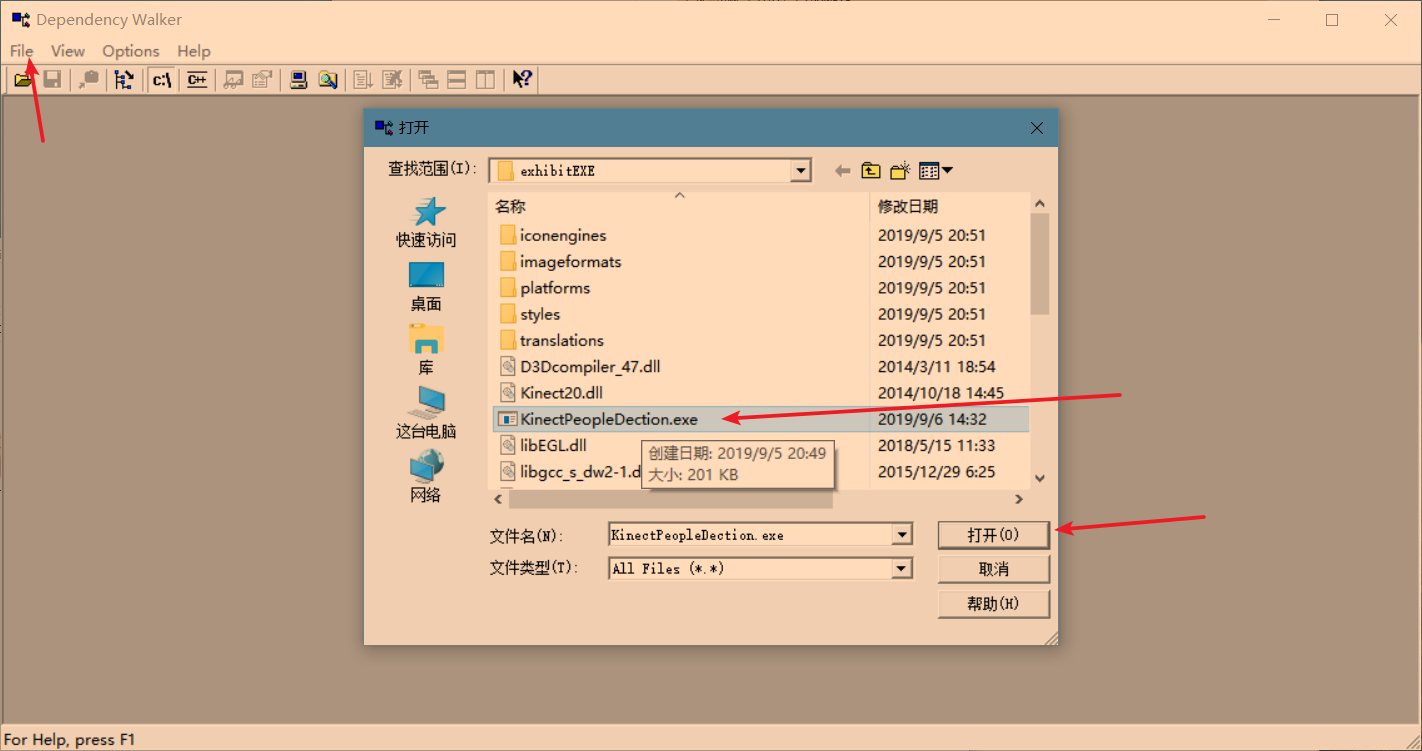 Dependency Walker
File View Options Help
c:\ C++
打开
查找范围(I): exhibitEXE
快速访问
桌面
库
这台电脑
网络
名称 修改日期
iconengines 2019/9/5 20:51
imageformats 2019/9/5 20:51
platforms 2019/9/5 20:51
styles 2019/9/5 20:51
translations 2019/9/5 20:51
D3Dcompiler_47.dll 2014/3/11 18:54
Kinect20.dll 2014/10/18 14:45
KinectPeopleDection.exe 2019/9/6 14:32
libEGL.dll 2018/5/15 11:33
libgcc_s_dw2-1.d 2015/12/29 6:25
创建日期: 2019/9/5 20:49
大小: 201 KB
文件名(N): KinectPeopleDection.exe 打开(O)
文件类型(T): All Files (*.*) 取消
帮助(H)
For Help, press F1